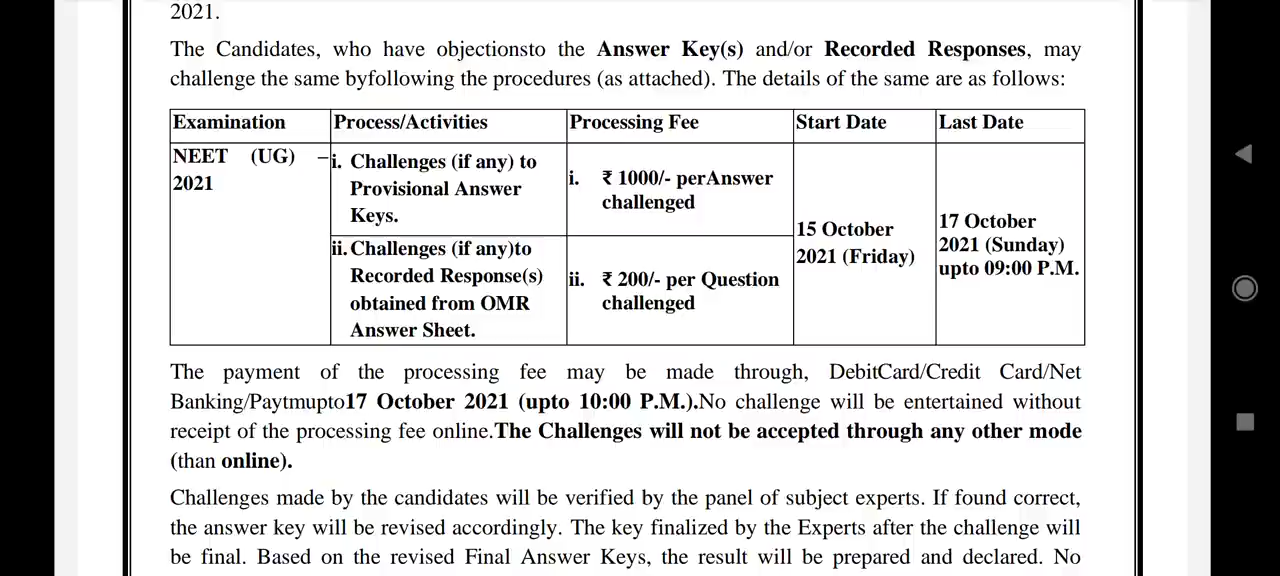 2021.
The Candidates, who have objectionsto the Answer Key(s) and/or Recorded Responses, may
challenge the same byfollowing the procedures (as attached). The details of the same are as follows:
Examination Process/Activities Processing Fee Start Date Last Date
NEET (UG) –
2021
i. Challenges (if any) to
Provisional Answer
Keys.
i. ₹ 1000/- perAnswer
challenged
ii. Challenges (if any)to
Recorded Response(s)
obtained from OMR
Answer Sheet.
ii. ₹ 200/- per Question
challenged
15 October
2021 (Friday)
17 October
2021 (Sunday)
upto 09:00 P.M.
The payment of the processing fee may be made through, DebitCard/Credit Card/Net
Banking/Paytmupto17 October 2021 (upto 10:00 P.M.).No challenge will be entertained without
receipt of the processing fee online.The Challenges will not be accepted through any other mode
(than online).
Challenges made by the candidates will be verified by the panel of subject experts. If found correct,
the answer key will be revised accordingly. The key finalized by the Experts after the challenge will
be final. Based on the revised Final Answer Keys, the result will be prepared and declared. No